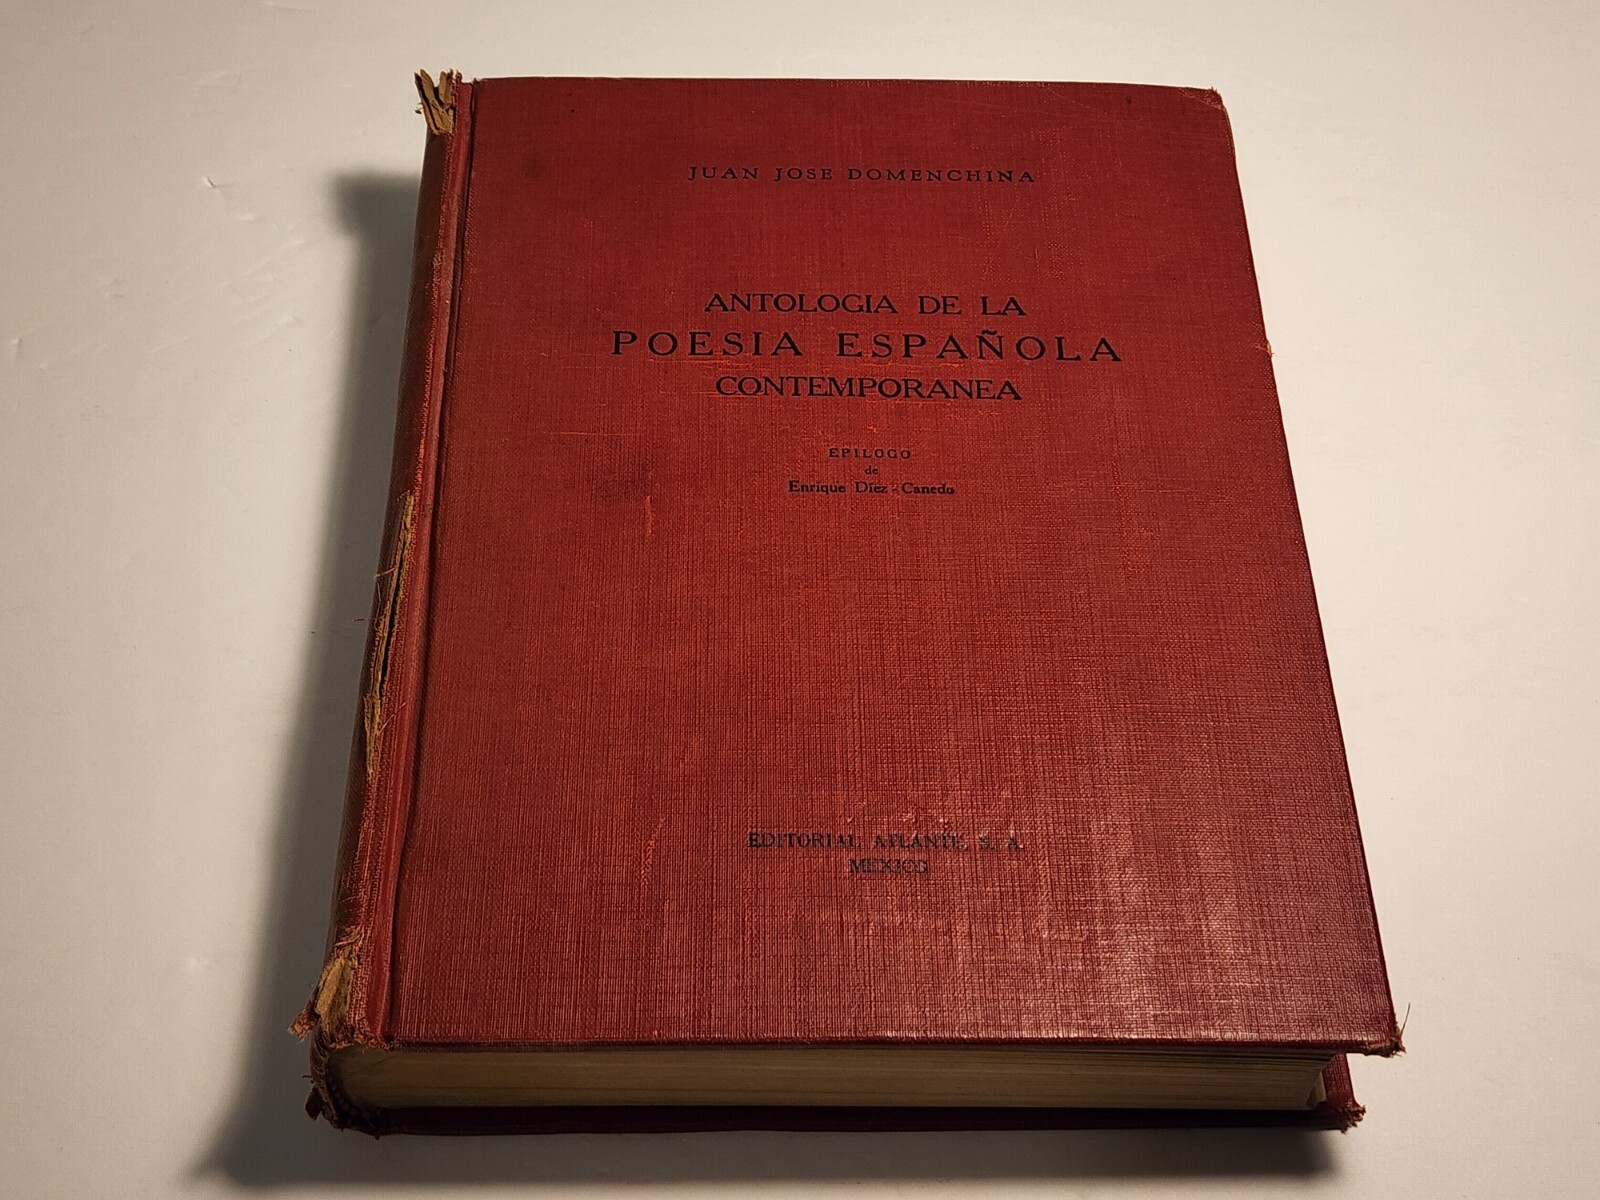 JUAN JOSE DOMENCHINA
ANTOLOGIA DE LA
POESIA ESPAÑOLA
CONTEMPORANEA
EPILOGO
de
Enrique Díez-Canedo
EDITORIAL ATLANTE, S. A.
MEXICO